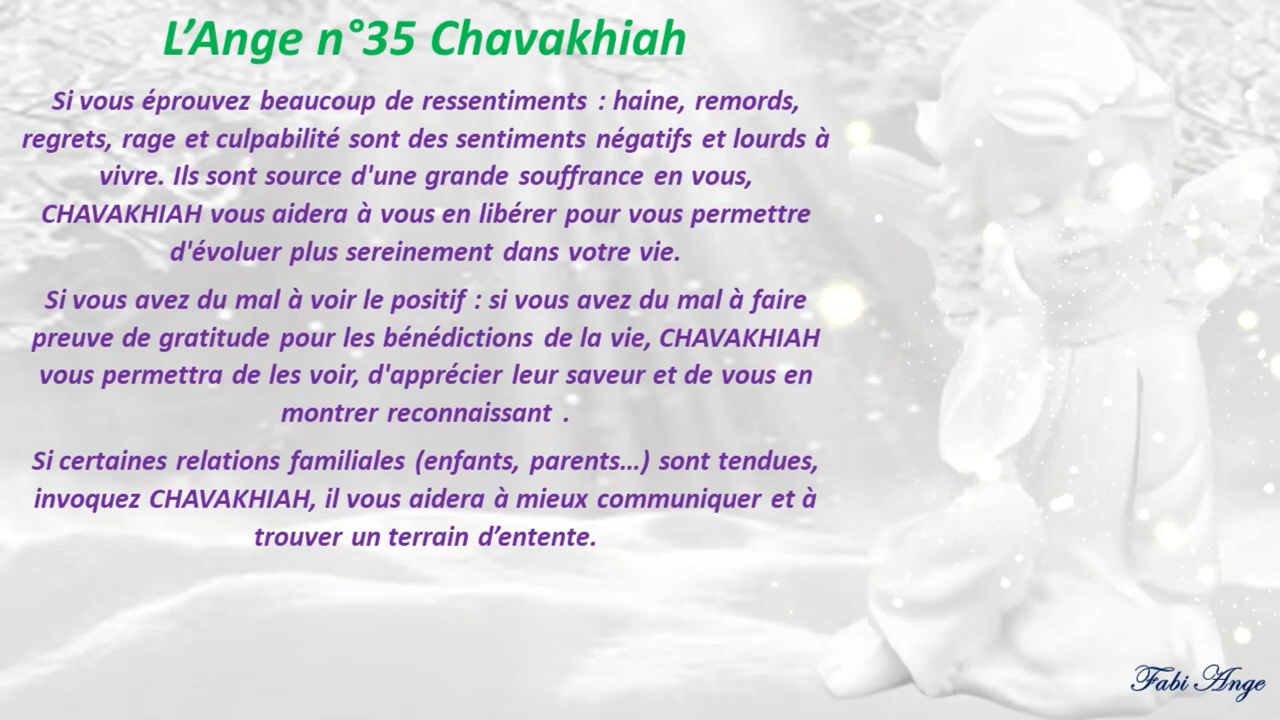 L’Ange n°35 Chavakhiah
Si vous éprouvez beaucoup de ressentiments : haine, remords,
regrets, rage et culpabilité sont des sentiments négatifs et lourds à
vivre. Ils sont source d'une grande souffrance en vous,
CHAVAKHIAH vous aidera à vous en libérer pour vous permettre
d'évoluer plus sereinement dans votre vie.
Si vous avez du mal à voir le positif : si vous avez du mal à faire
preuve de gratitude pour les bénédictions de la vie, CHAVAKHIAH
vous permettra de les voir, d'apprécier leur saveur et de vous en
montrer reconnaissant .
Si certaines relations familiales (enfants, parents…) sont tendues,
invoquez CHAVAKHIAH, il vous aidera à mieux communiquer et à
trouver un terrain d’entente.
Fabi Ange